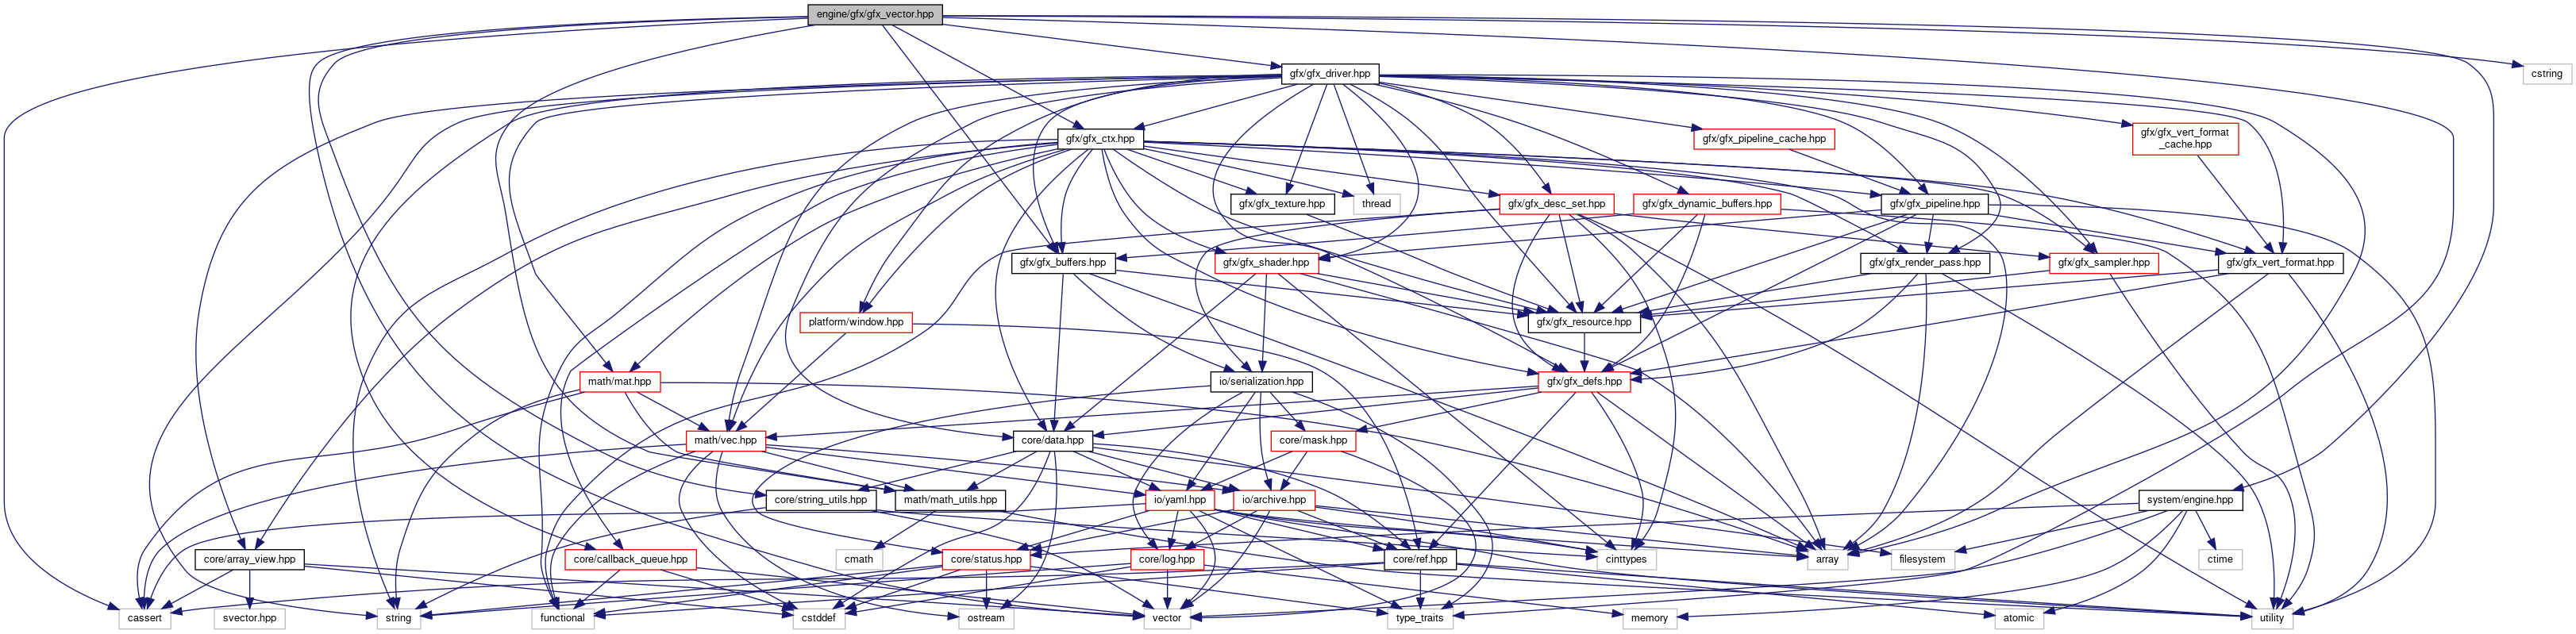 engine/gfx/gfx_vector.hpp
gfx/gfx_driver.hpp
cstring
gfx/gfx_ctx.hpp
gfx/gfx_pipeline_cache.hpp
gfx/gfx_vert_format
_cache.hpp
gfx/gfx_texture.hpp
thread
gfx/gfx_desc_set.hpp
gfx/gfx_dynamic_buffers.hpp
gfx/gfx_pipeline.hpp
gfx/gfx_buffers.hpp
gfx/gfx_shader.hpp
gfx/gfx_render_pass.hpp
gfx/gfx_sampler.hpp
gfx/gfx_vert_format.hpp
platform/window.hpp
gfx/gfx_resource.hpp
math/mat.hpp
io/serialization.hpp
gfx/gfx_defs.hpp
math/vec.hpp
core/data.hpp
core/mask.hpp
core/string_utils.hpp
math/math_utils.hpp
io/yaml.hpp
io/archive.hpp
system/engine.hpp
core/array_view.hpp
core/callback_queue.hpp
cmath
core/status.hpp
core/log.hpp
core/ref.hpp
cinttypes
array
filesystem
ctime
cassert
svector.hpp
string
functional
cstddef
ostream
vector
type_traits
memory
atomic
utility